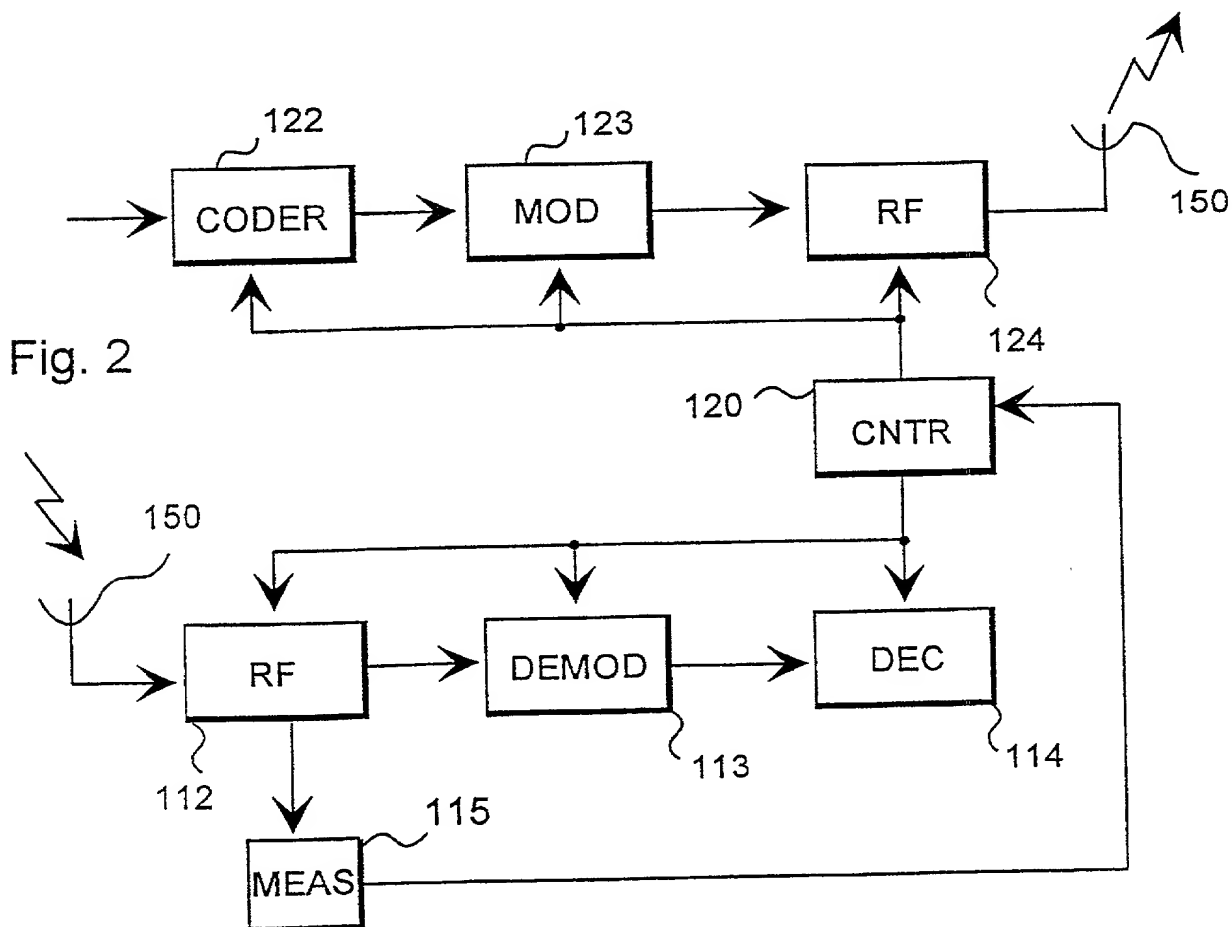 122
123
150
CODER
MOD
RF
124
Fig. 2
120
CNTR
150
RF
DEMOD
DEC
112
113
114
115
MEAS